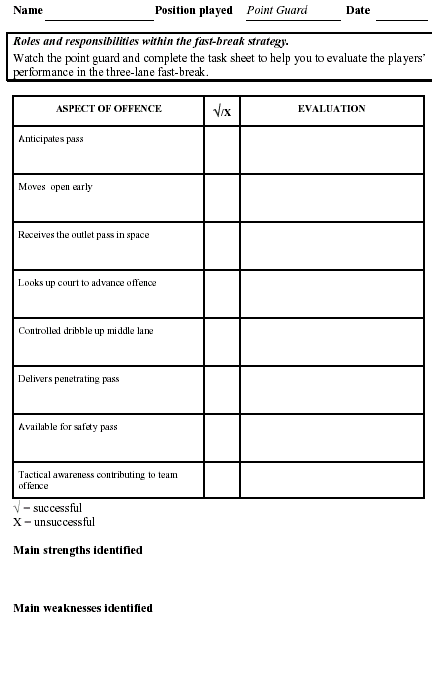 Name Position played Point Guard Date
Roles and responsibilities within the fast-break strategy.
Watch the point guard and complete the task sheet to help you to evaluate the players'
performance in the three-lane fast-break.
ASPECT OF OFFENCE √/X EVALUATION
Anticipates pass
Moves open early
Receives the outlet pass in space
Looks up court to advance offence
Controlled dribble up middle lane
Delivers penetrating pass
Available for safety pass
Tactical awareness contributing to team
offence
√ = successful
X = unsuccessful
Main strengths identified
Main weaknesses identified